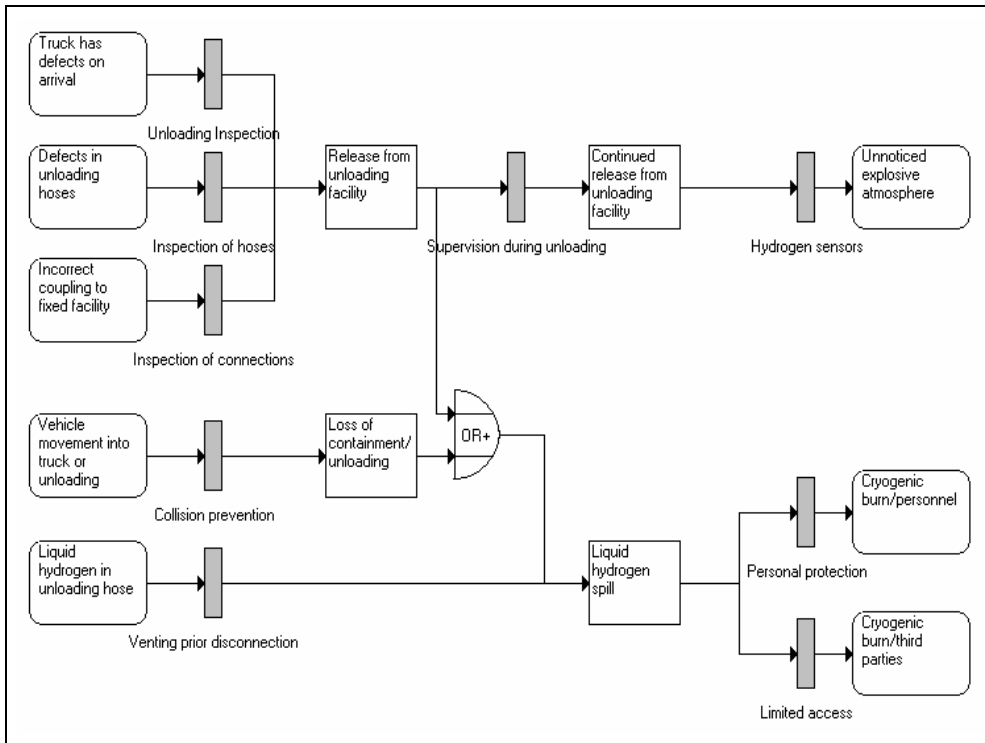 Truck has
defects on
arrival
Unloading Inspection
Defects in
unloading
hoses
Release from
unloading
facility
Continued
release from
unloading
facility
Unnoticed
explosive
atmosphere
Inspection of hoses
Supervision during unloading
Hydrogen sensors
Incorrect
coupling to
fixed facility
Inspection of connections
Vehicle
movement into
truck or
unloading
Loss of
containment/
unloading
OR+
Collision prevention
Cryogenic
burn/personnel
Personal protection
Liquid
hydrogen in
unloading hose
Liquid
hydrogen
spill
Venting prior disconnection
Cryogenic
burn/third
parties
Limited access